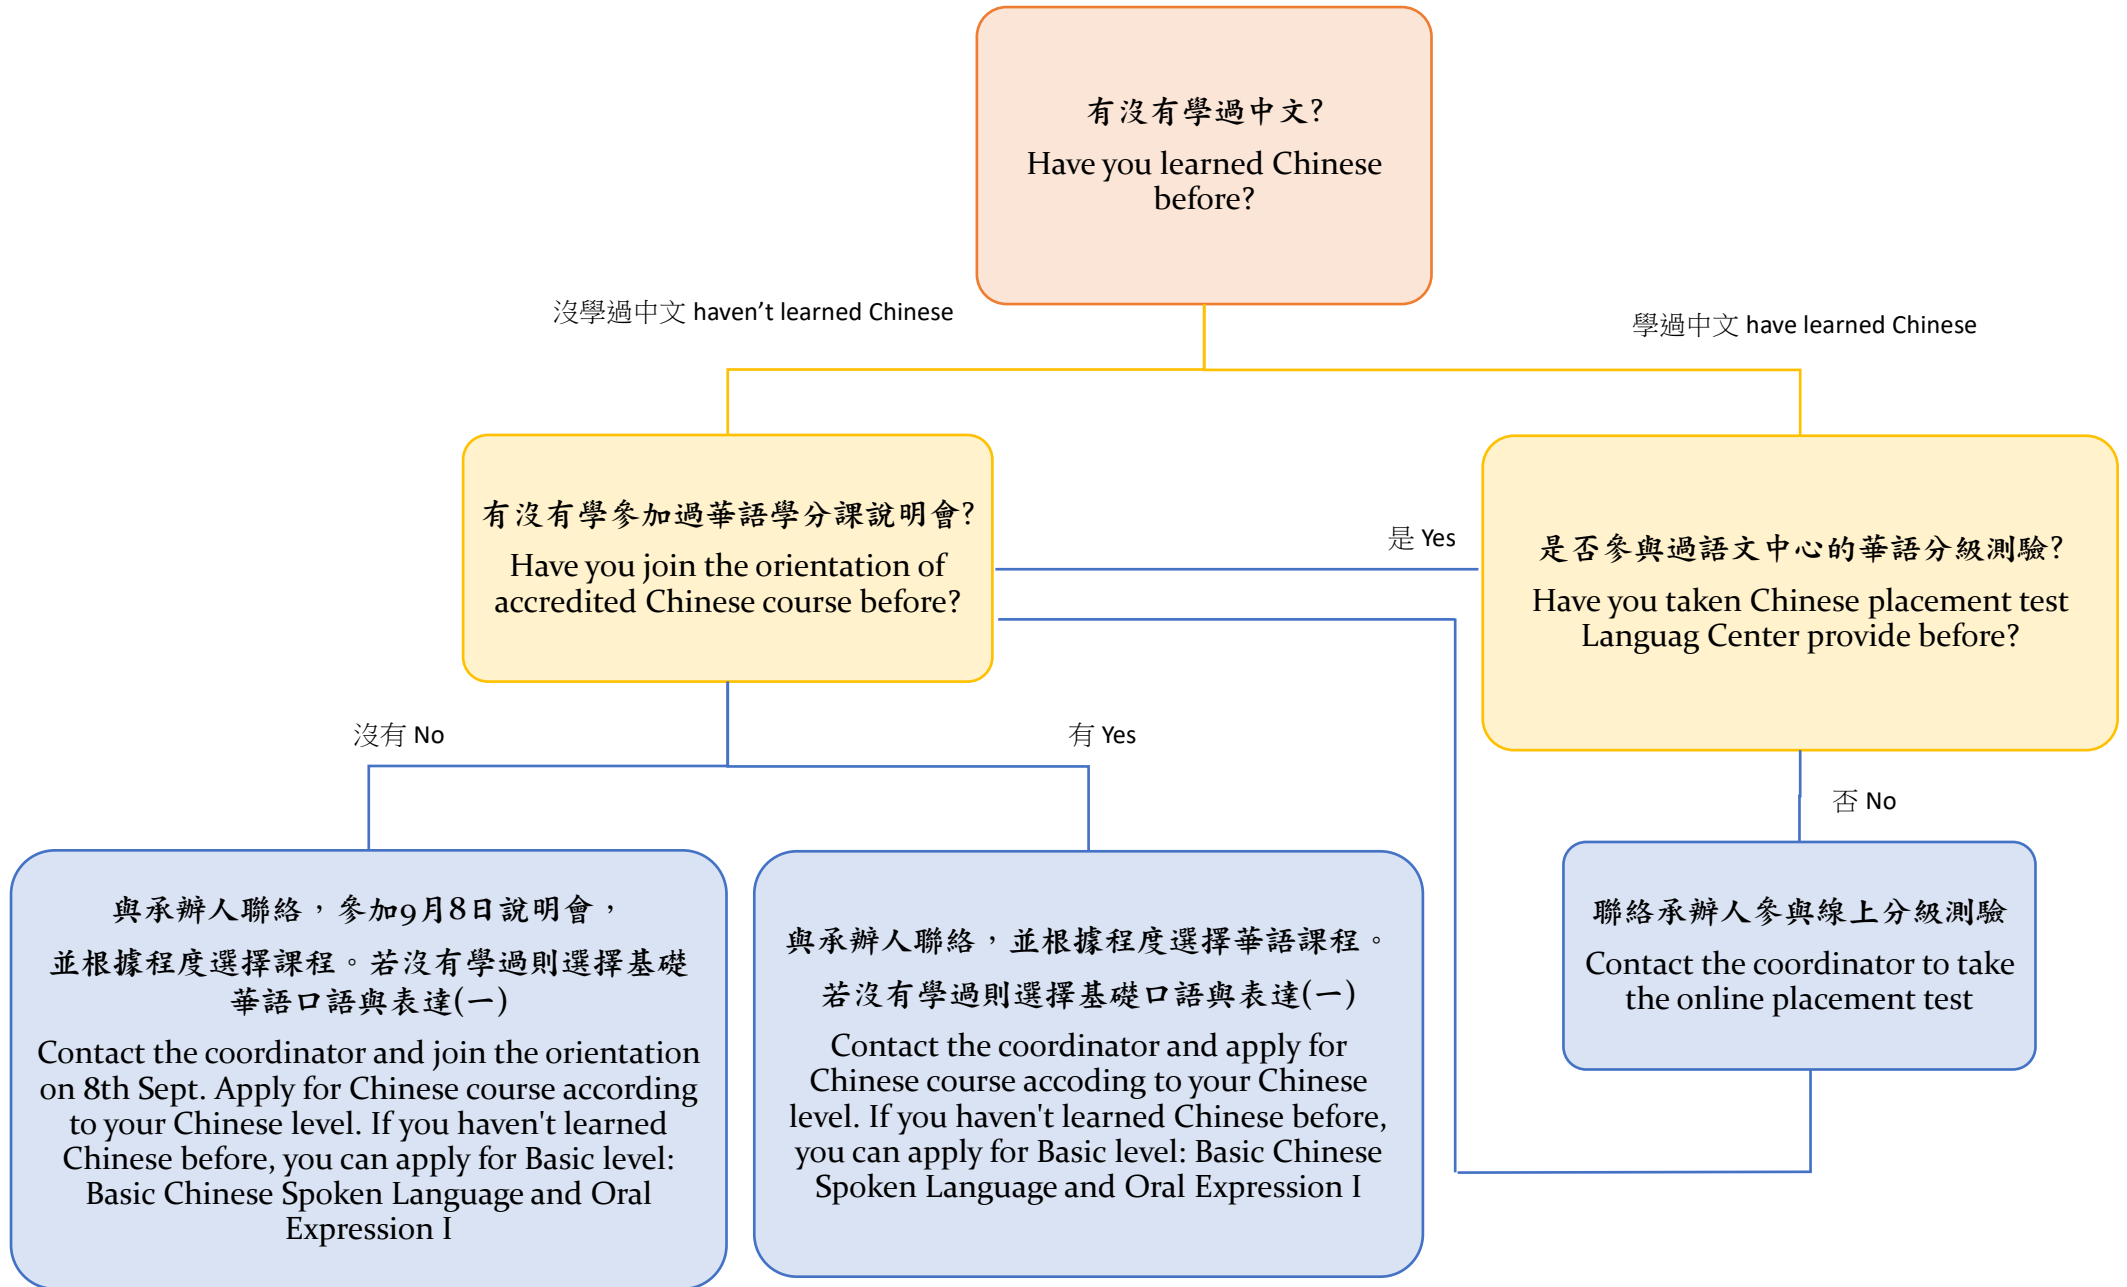 有沒有學過中文?
Have you learned Chinese
before?
沒學過中文 haven't learned Chinese
學過中文 have learned Chinese
有沒有學參加過華語學分課說明會?
Have you join the orientation of
accredited Chinese course before?
是 Yes
是否參與過語文中心的華語分級測驗?
Have you taken Chinese placement test
Languag Center provide before?
沒有 No
有 Yes
否 No
與承辦人聯絡，參加9月8日說明會，
並根據程度選擇課程。若沒有學過則選擇基礎
華語口語與表達(一)
Contact the coordinator and join the orientation
on 8th Sept. Apply for Chinese course according
to your Chinese level. If you haven't learned
Chinese before, you can apply for Basic level:
Basic Chinese Spoken Language and Oral
Expression I
與承辦人聯絡，並根據程度選擇華語課程。
若沒有學過則選擇基礎口語與表達(一)
Contact the coordinator and apply for
Chinese course accoding to your Chinese
level. If you haven't learned Chinese before,
you can apply for Basic level: Basic Chinese
Spoken Language and Oral Expression I
聯絡承辦人參與線上分級測驗
Contact the coordinator to take
the online placement test